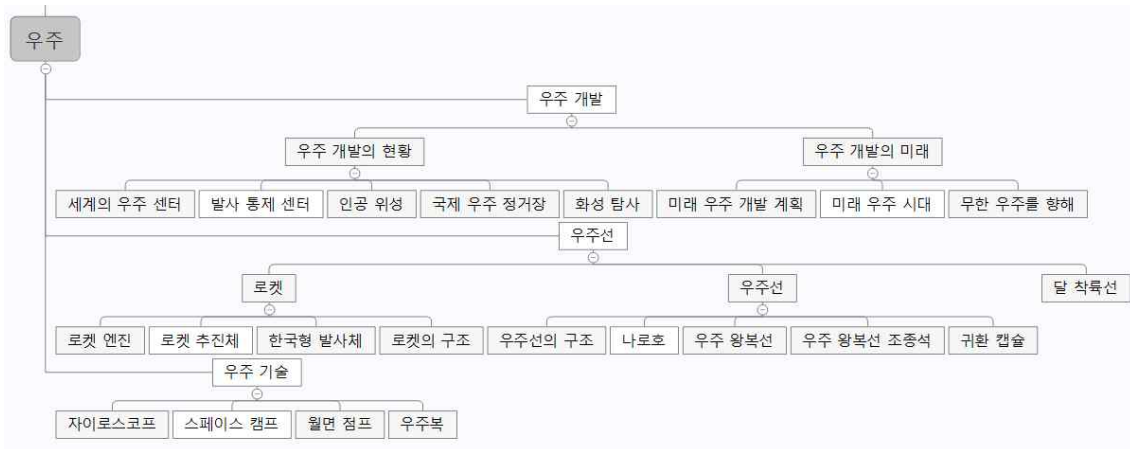 우주
우주 개발
우주 개발의 현황 우주 개발의 미래
세계의 우주 센터 발사 통제 센터 인공 위성 국제 우주 정거장 화성 탐사 미래 우주 개발 계획 미래 우주 시대 무한 우주를 향해
우주선
로켓 우주선 달 착륙선
로켓 엔진 로켓 추진체 한국형 발사체 로켓의 구조 우주선의 구조 나로호 우주 왕복선 우주 왕복선 조종석 귀환 캡슐
우주 기술
자이로스코프 스페이스 캠프 월면 점프 우주복